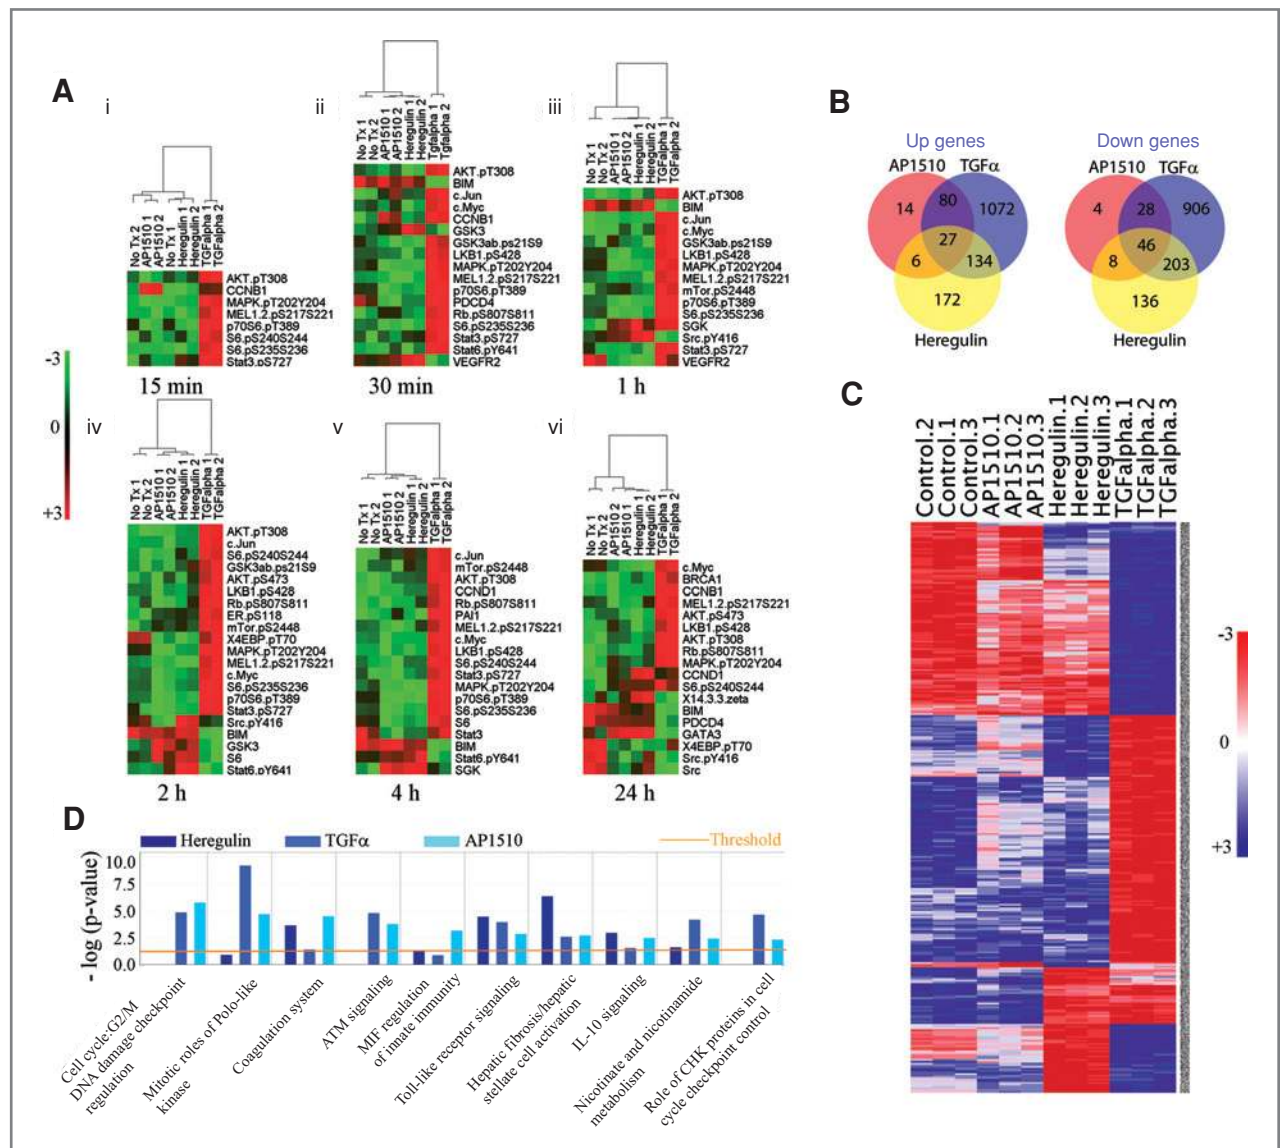 A
i
No Tx 2
AP1510 1
AP1510 2
No Tx 1
Heregulin 1
Heregulin 2
TGFalpha 1
TGFalpha 2
AKT.pT308
CCNB1
MAPK.pT202Y204
MEL1.2.pS217S221
p70S6.pT389
S6.pS240S244
S6.pS235S236
Stat3.pS727
15 min
ii
No Tx 1
No Tx 2
AP1510 1
AP1510 2
Heregulin 1
Heregulin 2
Tgfalpha 1
Tgfalpha 2
AKT.pT308
BIM
c.Jun
c.Myc
CCNB1
GSK3
GSK3ab.ps21S9
LKB1.pS428
MAPK.pT202Y204
MEL1.2.pS217S221
p70S6.pT389
PDCD4
Rb.pS807S811
S6.pS235S236
Stat3.pS727
Stat6.pY641
VEGFR2
30 min
iii
No Tx 1
No Tx 2
AP1510 1
AP1510 2
Heregulin 1
Heregulin 2
TGFalpha 1
TGFalpha 2
AKT.pT308
BIM
c.Jun
c.Myc
GSK3ab.ps21S9
LKB1.pS428
MAPK.pT202Y204
MEL1.2.pS217S221
mTor.pS2448
p70S6.pT389
S6.pS235S236
SGK
Src.pY416
Stat3.pS727
VEGFR2
1 h
-3
0
+3
iv
No Tx 1
No Tx 2
AP1510 1
AP1510 2
Heregulin 1
Heregulin 2
TGFalpha 1
TGFalpha 2
AKT.pT308
c.Jun
S6.pS240S244
GSK3ab.ps21S9
AKT.pS473
LKB1.pS428
Rb.pS807S811
ER.pS118
mTor.pS2448
X4EBP.pT70
MAPK.pT202Y204
MEL1.2.pS217S221
c.Myc
S6.pS235S236
p70S6.pT389
Stat3.pS727
Src.pY416
BIM
GSK3
S6
Stat6.pY641
2 h
v
No Tx 1
No Tx 2
AP1510 1
AP1510 2
Heregulin 1
Heregulin 2
TGFalpha 1
TGFalpha 2
c.Jun
mTor.pS2448
AKT.pT308
CCND1
Rb.pS807S811
PAI1
MEL1.2.pS217S221
c.Myc
LKB1.pS428
S6.pS240S244
Stat3.pS727
MAPK.pT202Y204
p70S6.pT389
S6.pS235S236
S6
Stat3
BIM
Stat6.pY641
SGK
4 h
vi
No Tx 1
No Tx 2
AP1510 2
AP1510 1
Heregulin 1
Heregulin 2
TGFalpha 1
TGFalpha 2
c.Myc
BRCA1
CCNB1
MEL1.2.pS217S221
AKT.pS473
LKB1.pS428
AKT.pT308
Rb.pS807S811
MAPK.pT202Y204
CCND1
S6.pS240S244
X14.3.3.zeta
BIM
PDCD4
GATA3
X4EBP.pT70
Src.pY416
Src
24 h
B
Up genes
AP1510 TGFα
14 80 1072
27
6 134
172
Heregulin
Down genes
AP1510 TGFα
4 28 906
46
8 203
136
Heregulin
C
Control.2
Control.1
Control.3
AP1510.1
AP1510.2
AP1510.3
Heregulin.1
Heregulin.2
Heregulin.3
TGFalpha.1
TGFalpha.2
TGFalpha.3
-3
0
+3
D
Heregulin TGFα AP1510 Threshold
- log (p-value)
10.0
7.5
5.0
2.5
0.0
Cell cycle:G2/M
DNA damage checkpoint
regulation
Mitotic roles of Polo-like
kinase
Coagulation system
ATM signaling
MIF regulation
of innate immunity
Toll-like receptor signaling
Hepatic fibrosis/hepatic
stellate cell activation
IL-10 signaling
Nicotinate and nicotinamide
metabolism
Role of CHK proteins in cell
cycle checkpoint control